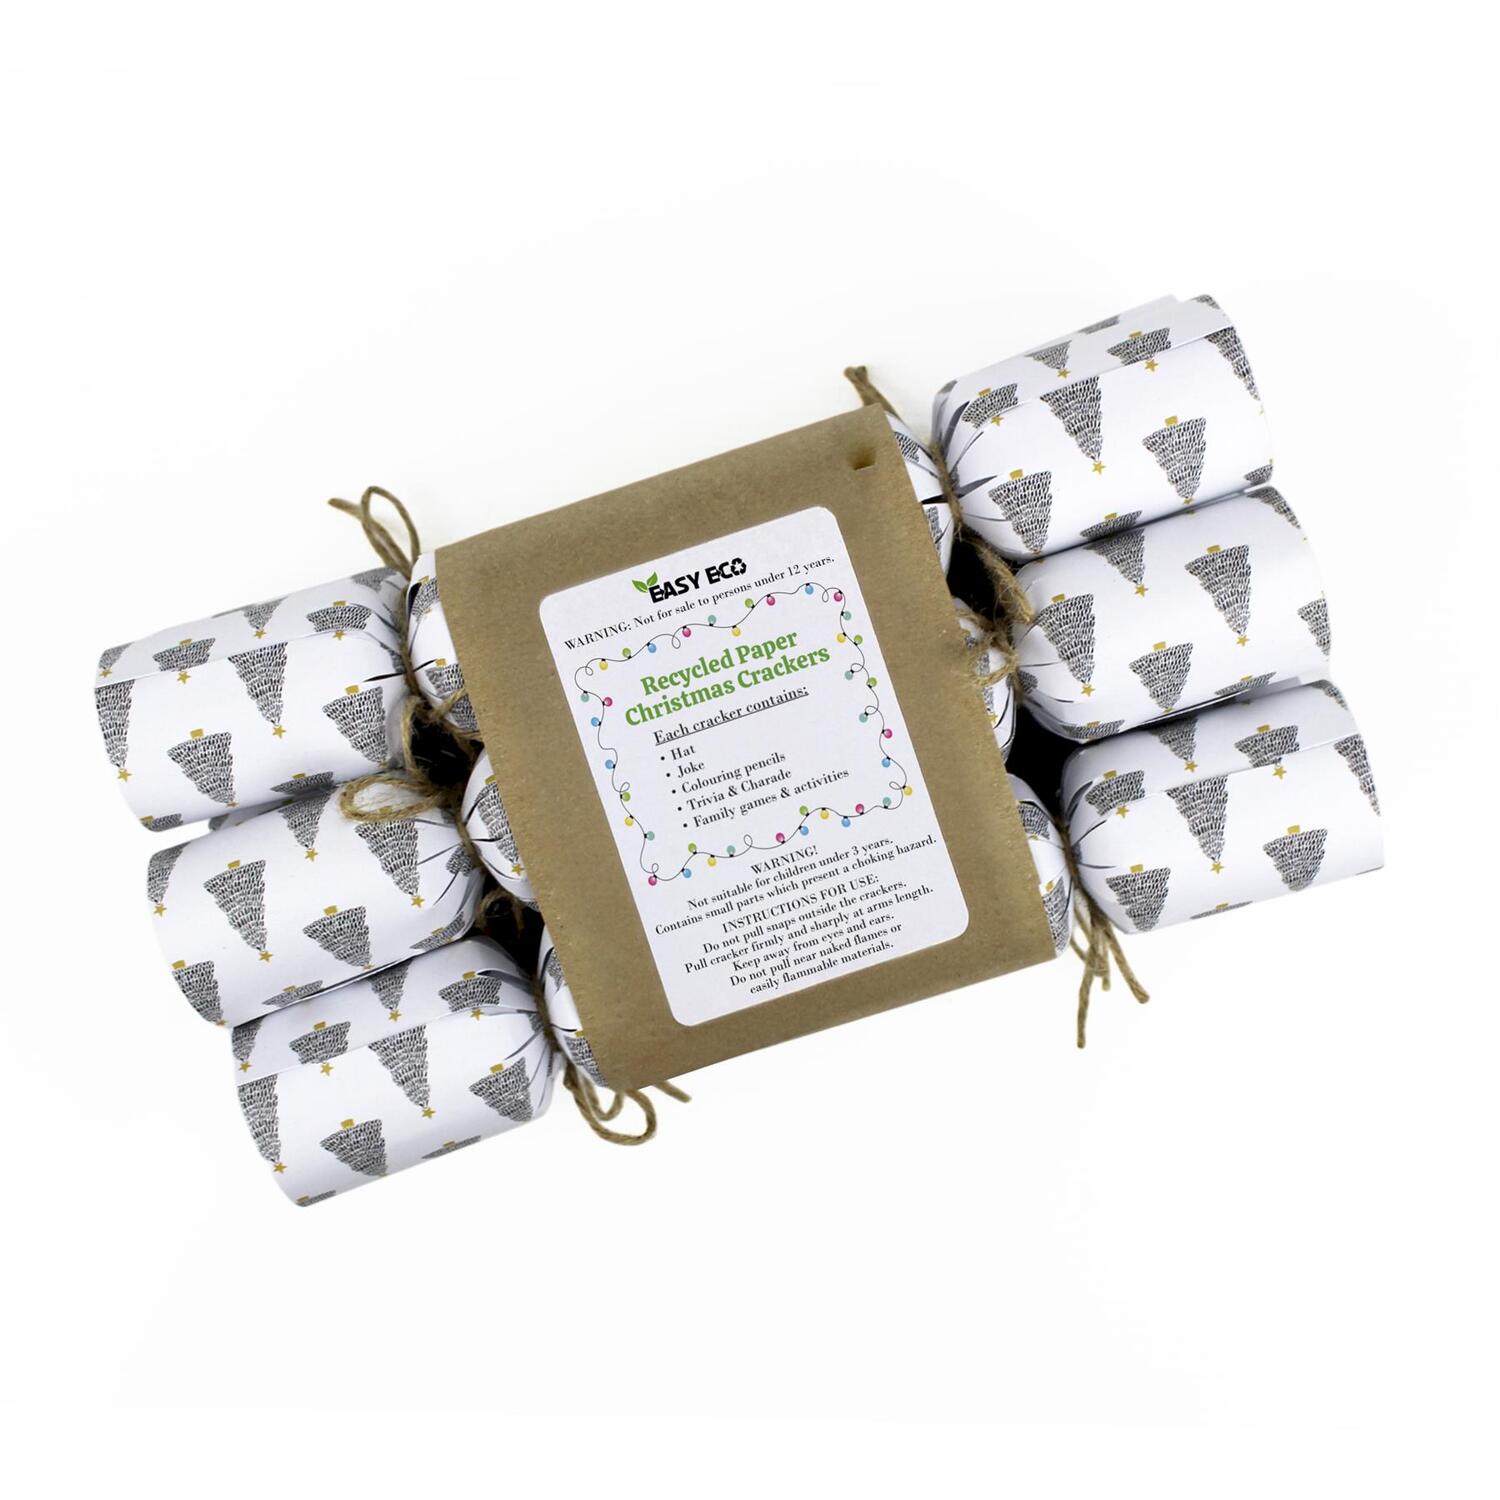 EASY ECO
WARNING: Not for sale to persons under 12 years.
Recycled Paper
Christmas Crackers
Each cracker contains:
• Hat
• Joke
• Colouring pencils
• Trivia & Charade
• Family games & activities
WARNING!
Not suitable for children under 3 years.
Contains small parts which present a choking hazard.
INSTRUCTIONS FOR USE:
Do not pull snaps outside the crackers.
Pull cracker firmly and sharply at arms length.
Keep away from eyes and ears.
Do not pull near naked flames or
easily flammable materials.